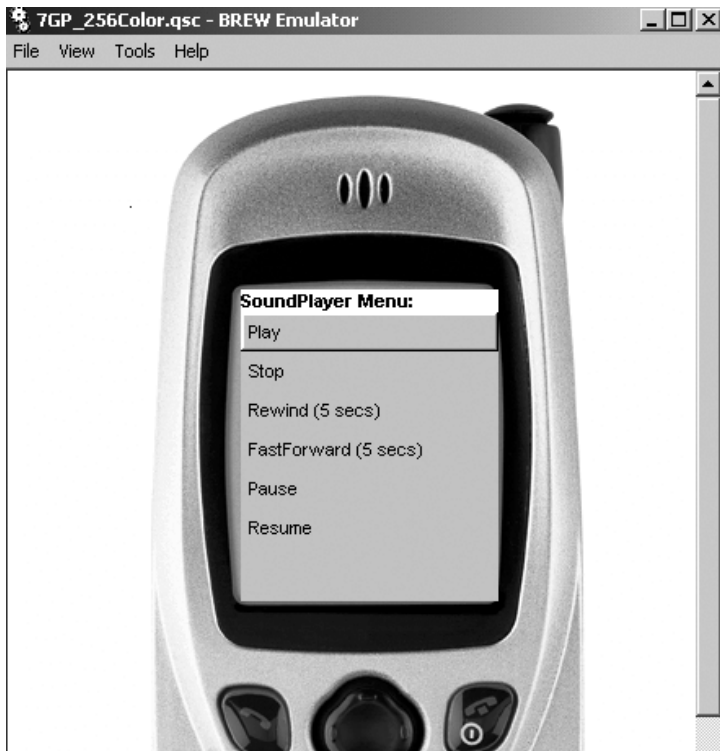 7GP_256Color.qsc - BREW Emulator
File View Tools Help
SoundPlayer Menu:
Play
Stop
Rewind (5 secs)
FastForward (5 secs)
Pause
Resume